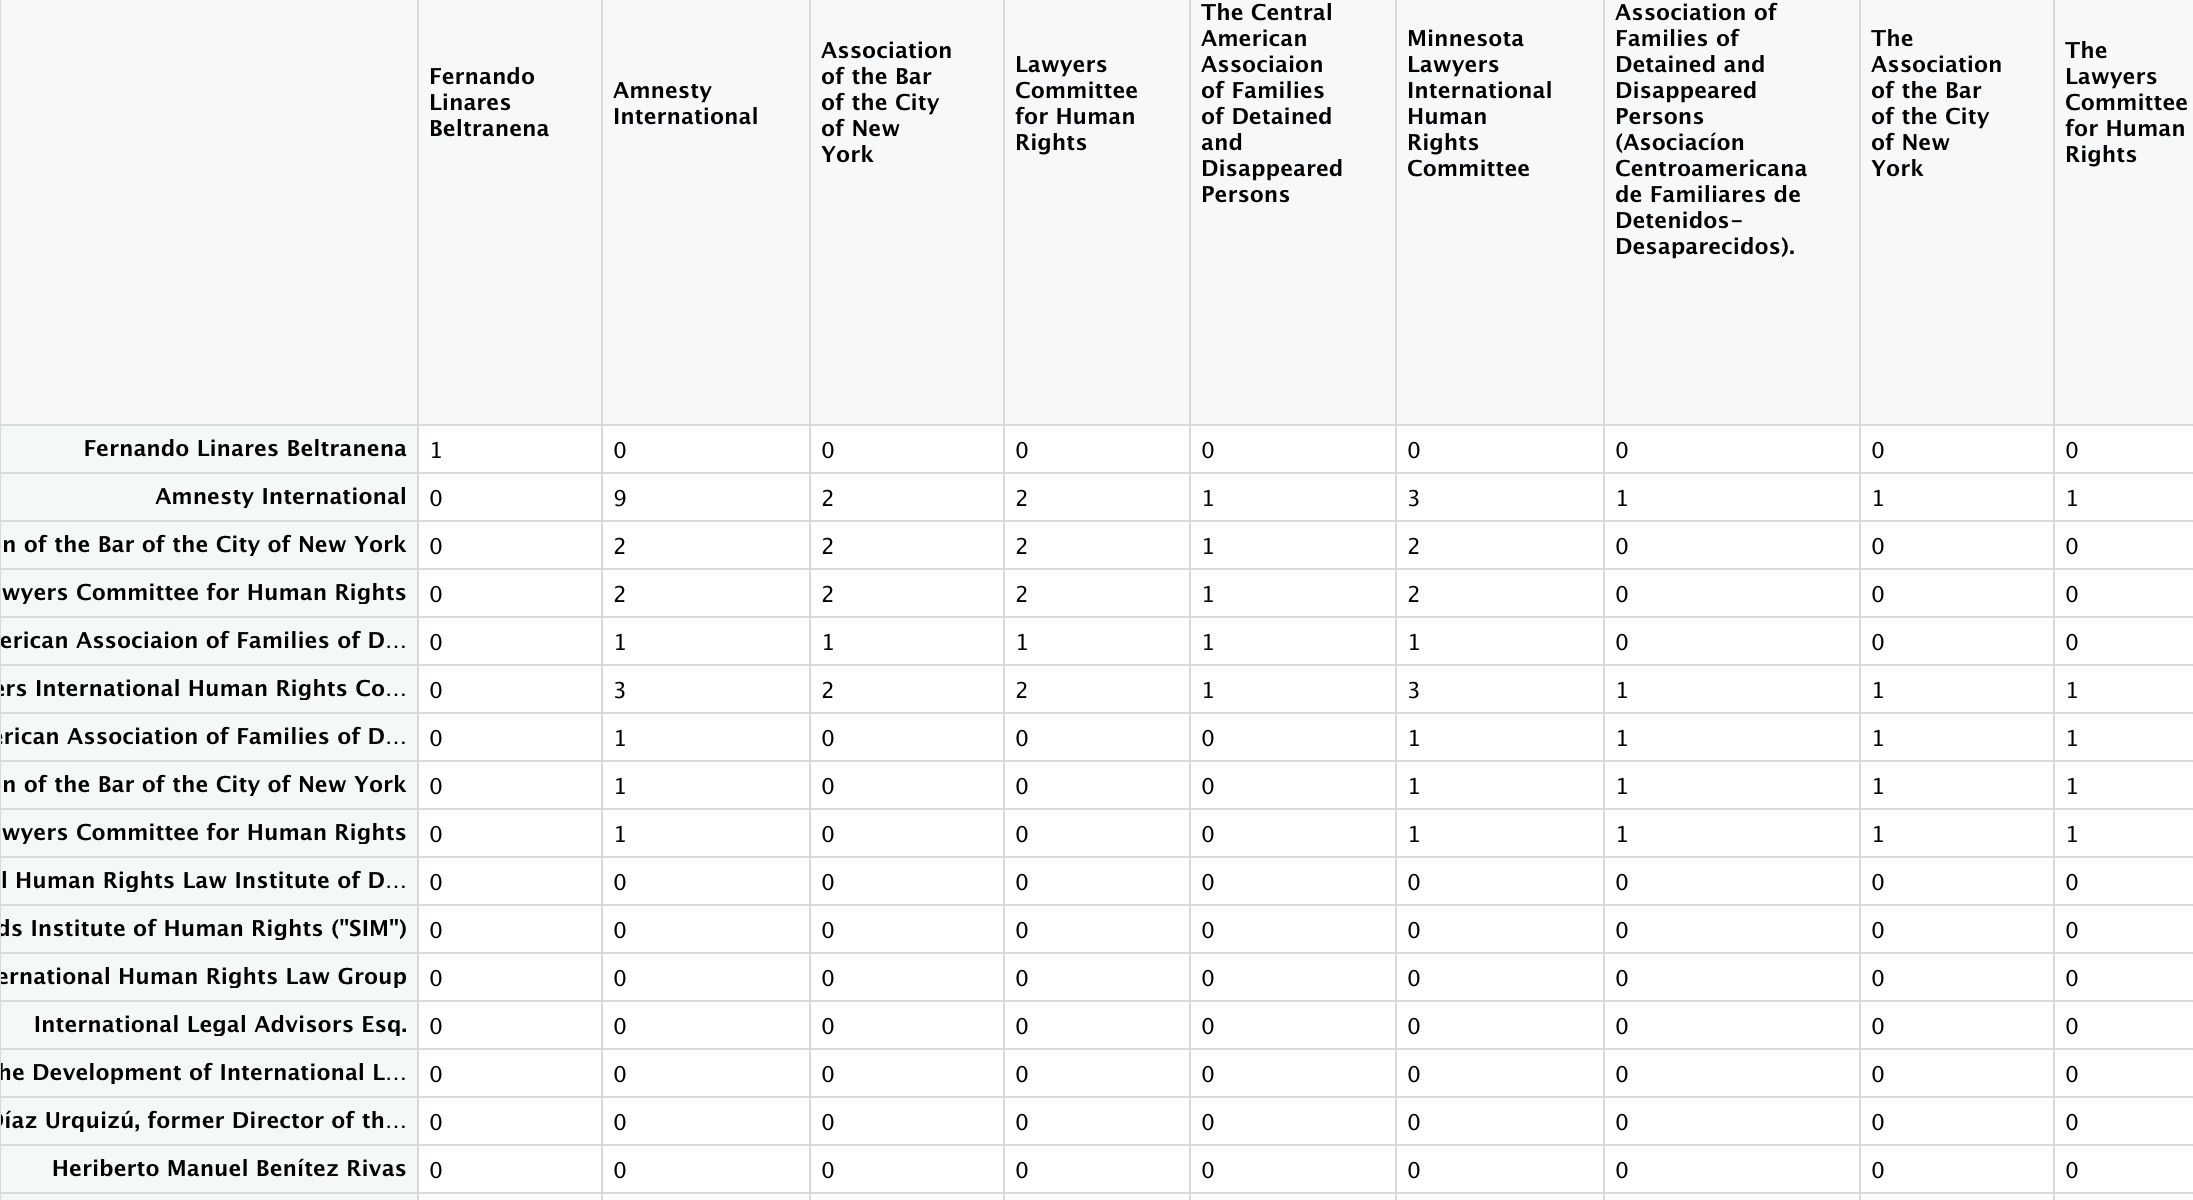 Fernando
Linares
Beltranena
Amnesty
International
Association
of the Bar
of the City
of New
York
Lawyers
Committee
for Human
Rights
The Central
American
Associaion
of Families
of Detained
and
Disappeared
Persons
Minnesota
Lawyers
International
Human
Rights
Committee
Association of
Families of
Detained and
Disappeared
Persons
(Asociacíon
Centroamericana
de Familiares de
Detenidos-
Desaparecidos).
The
Association
of the Bar
of the City
of New
York
The
Lawyers
Committee
for Human
Rights
Fernando Linares Beltranena 1 0 0 0 0 0 0 0 0
Amnesty International 0 9 2 2 1 3 1 1 1
n of the Bar of the City of New York 0 2 2 2 1 2 0 0 0
wyers Committee for Human Rights 0 2 2 2 1 2 0 0 0
erican Associaion of Families of D... 0 1 1 1 1 1 0 0 0
ers International Human Rights Co... 0 3 2 2 1 3 1 1 1
erican Association of Families of D... 0 1 0 0 0 1 1 1 1
n of the Bar of the City of New York 0 1 0 0 0 1 1 1 1
wyers Committee for Human Rights 0 1 0 0 0 1 1 1 1
l Human Rights Law Institute of D... 0 0 0 0 0 0 0 0 0
ds Institute of Human Rights ("SIM") 0 0 0 0 0 0 0 0 0
ernational Human Rights Law Group 0 0 0 0 0 0 0 0 0
International Legal Advisors Esq. 0 0 0 0 0 0 0 0 0
he Development of International L... 0 0 0 0 0 0 0 0 0
Díaz Urquizú, former Director of th... 0 0 0 0 0 0 0 0 0
Heriberto Manuel Benítez Rivas 0 0 0 0 0 0 0 0 0